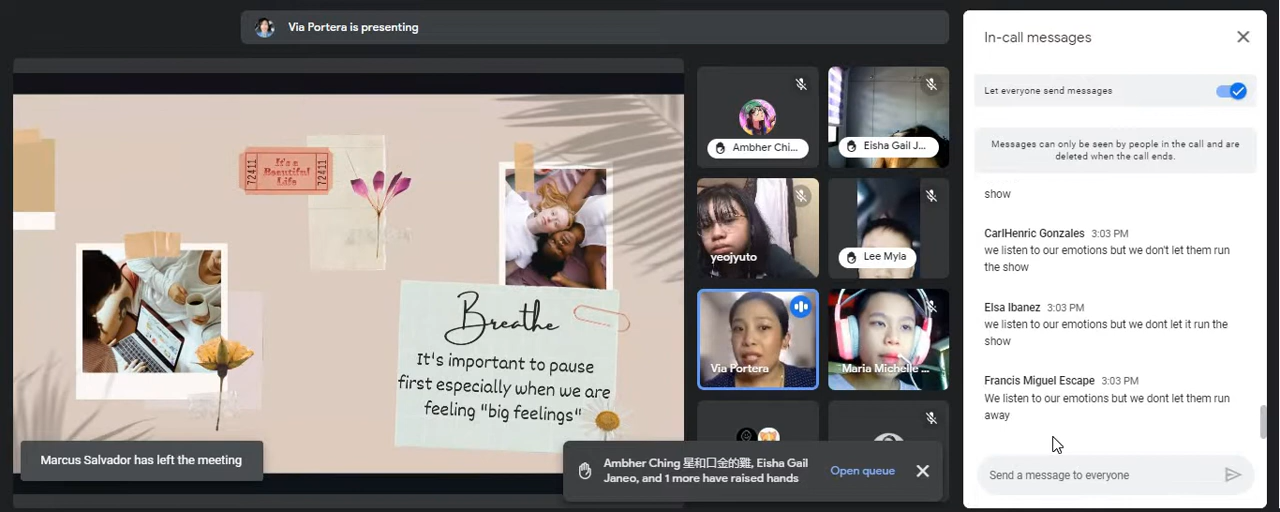 Via Portera is presenting
In-call messages
Let everyone send messages
Messages can only be seen by people in the call and are
deleted when the call ends.
show
CarlHenric Gonzales 3:03 PM
we listen to our emotions but we don't let them run
the show
Elsa Ibanez 3:03 PM
we listen to our emotions but we dont let it run the
show
Francis Miguel Escape 3:03 PM
We listen to our emotions but we dont let them run
away
Send a message to everyone
72411
It's a
Beautiful
Life
72411
Breathe
It's important to pause
first especially when we are
feeling "big feelings"
Ambher Chi...
Eisha Gail J...
yeojyuto
Lee Myla
Via Portera
Maria Michelle ...
Marcus Salvador has left the meeting
Ambher Ching 星和口金的雞, Eisha Gail
Janeo, and 1 more have raised hands
Open queue